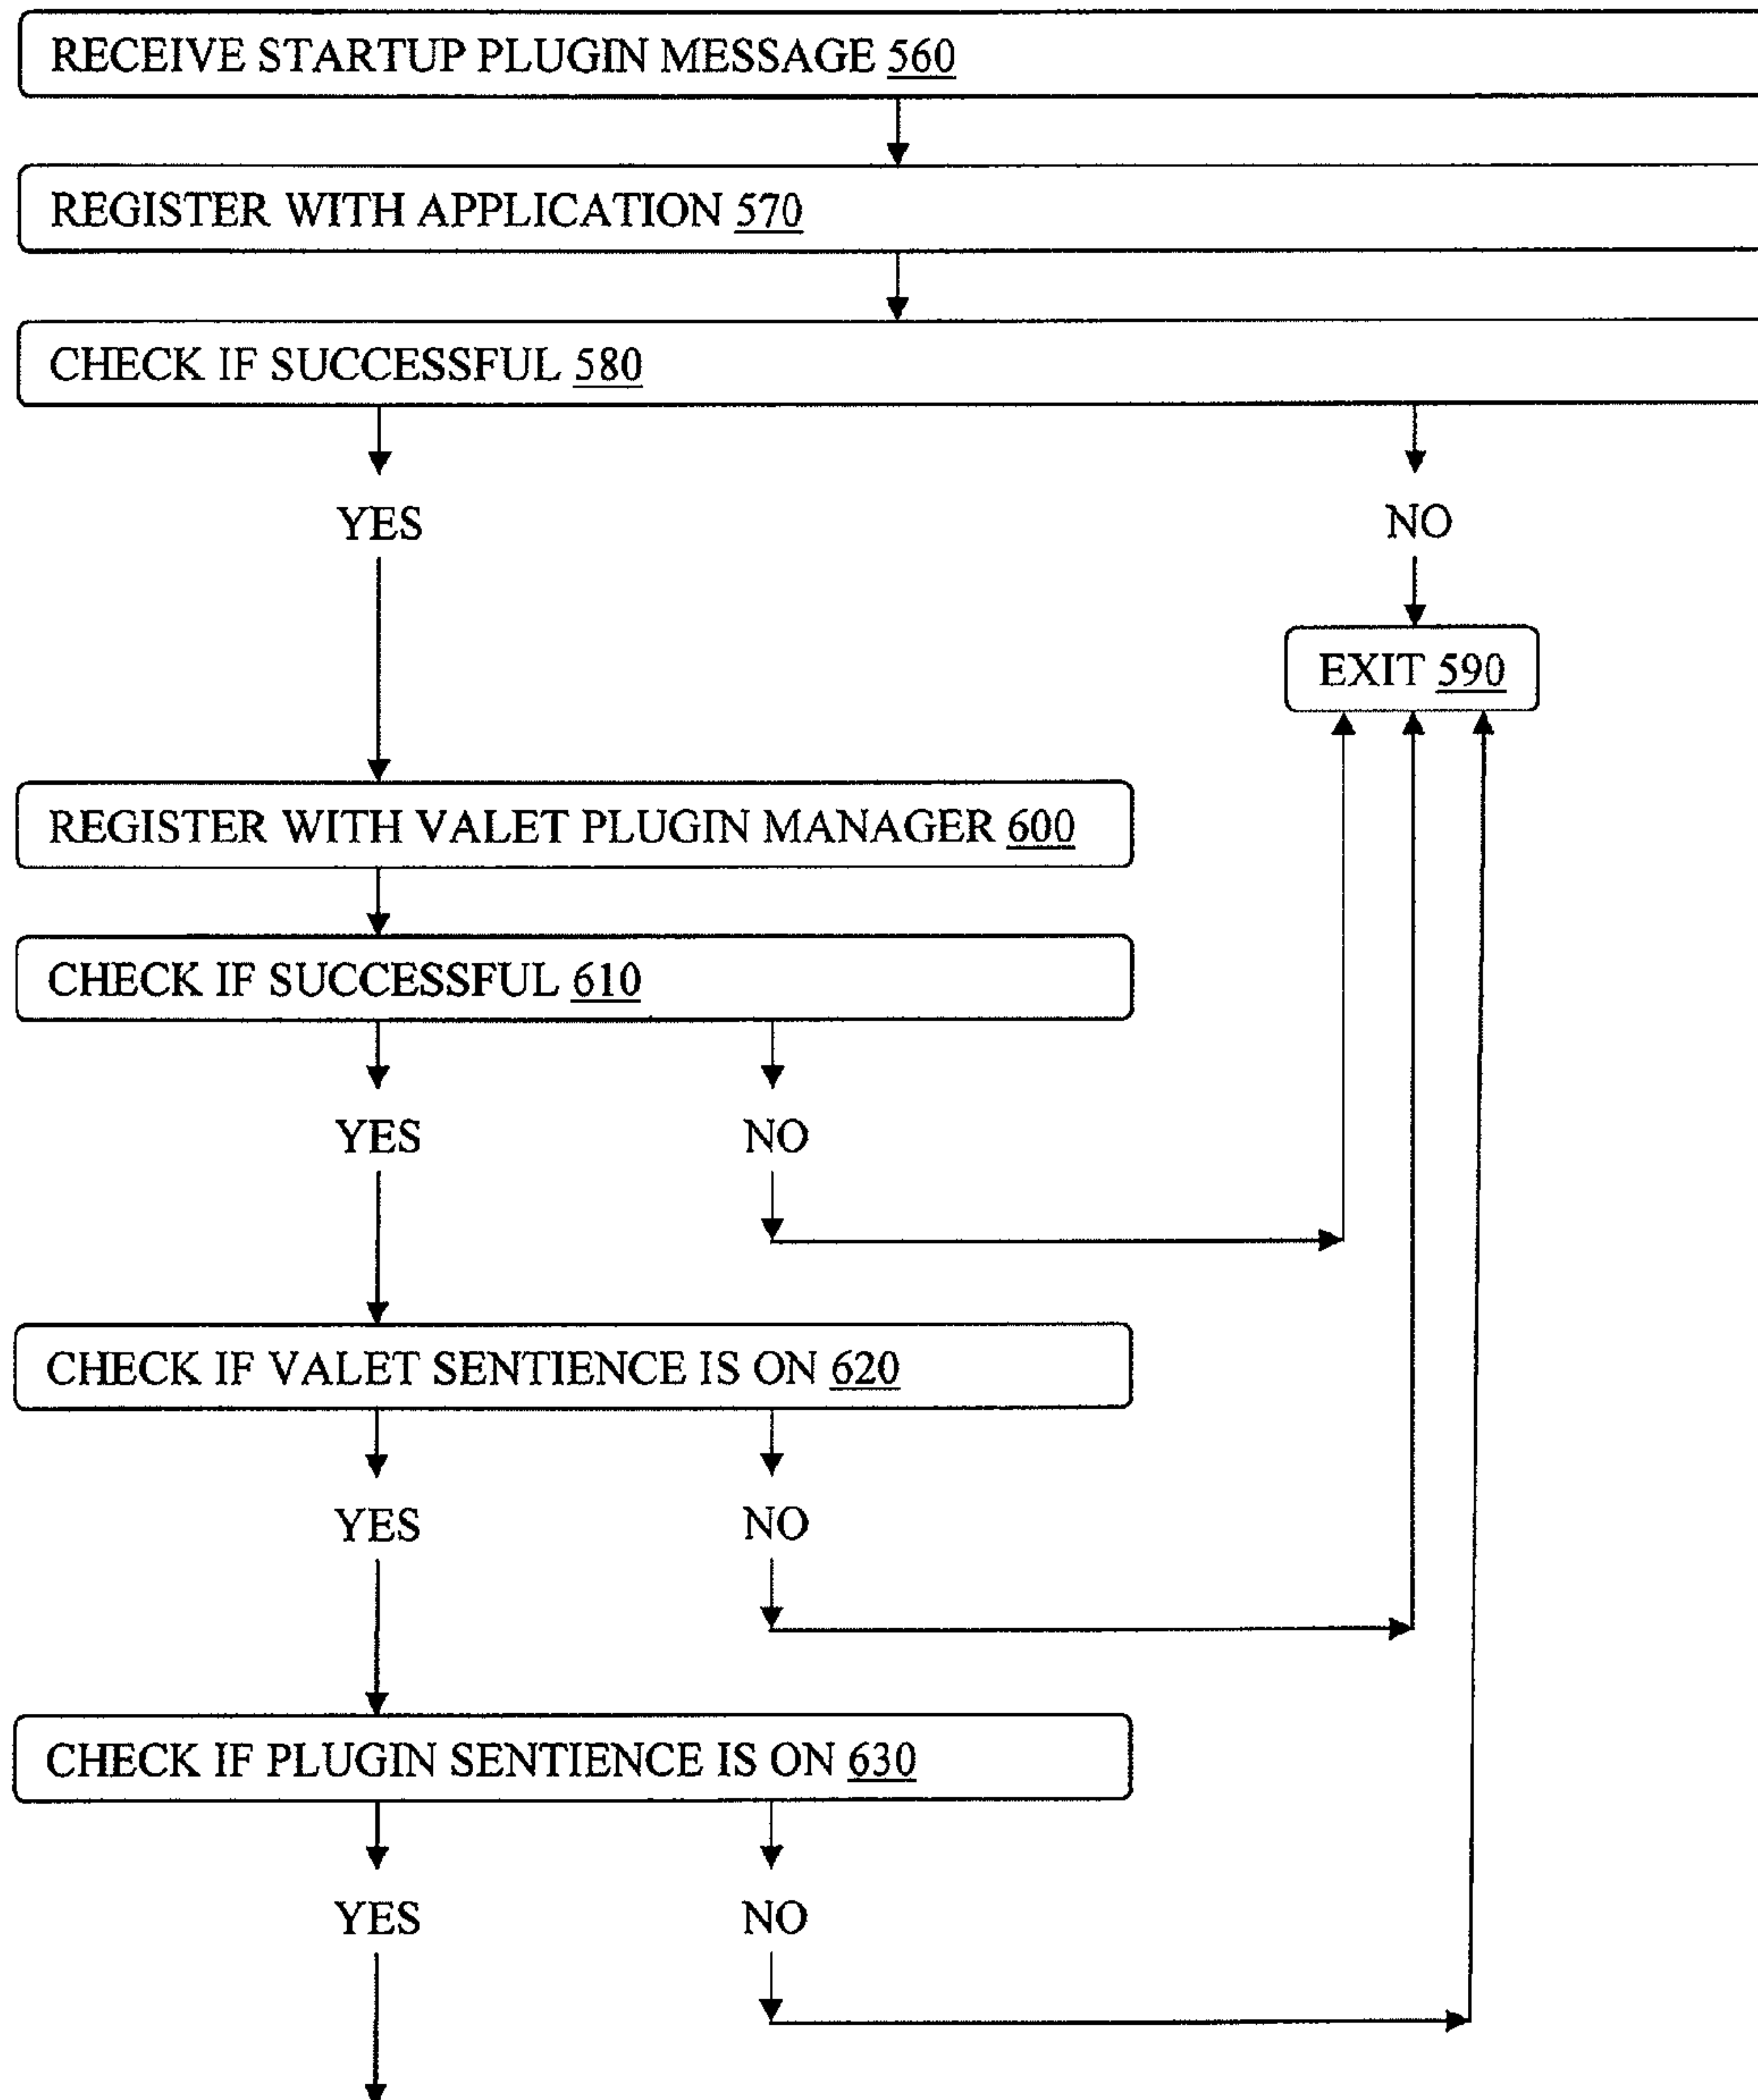 RECEIVE STARTUP PLUGIN MESSAGE 560
REGISTER WITH APPLICATION 570
CHECK IF SUCCESSFUL 580
YES
NO
EXIT 590
REGISTER WITH VALET PLUGIN MANAGER 600
CHECK IF SUCCESSFUL 610
YES
NO
CHECK IF VALET SENTIENCE IS ON 620
YES
NO
CHECK IF PLUGIN SENTIENCE IS ON 630
YES
NO